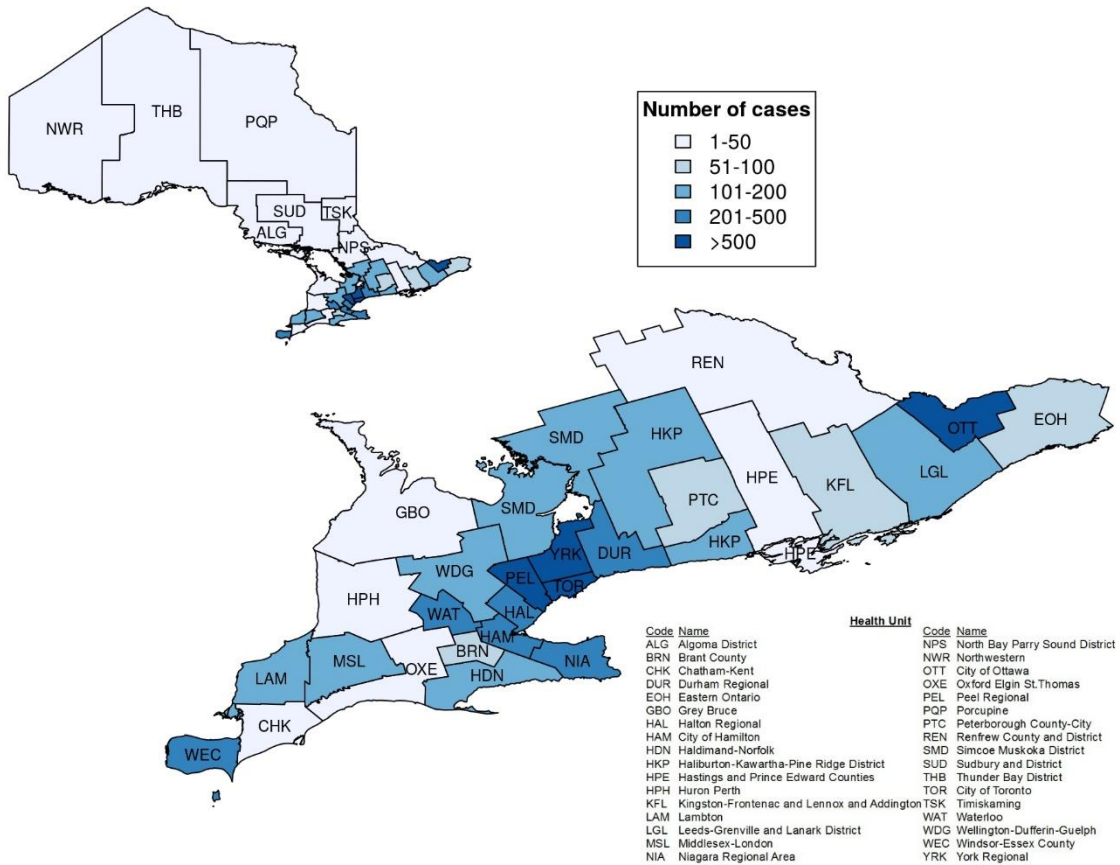 NWR
THB
PQP
SUD
TSK
ALG
NPS
Number of cases
1-50
51-100
101-200
201-500
>500
REN
OTT
EOH
SMD
HKP
LGL
HPE
KFL
PTC
GBO
SMD
HKP
YRK
DUR
HPE
WDG
PEL
TOR
HPH
WAT
HAL
HAM
BRN
NIA
MSL
OXE
LAM
HDN
CHK
WEC
Health Unit
Code Name
ALG Algoma District
BRN Brant County
CHK Chatham-Kent
DUR Durham Regional
EOH Eastern Ontario
GBO Grey Bruce
HAL Halton Regional
HAM City of Hamilton
HDN Haldimand-Norfolk
HKP Haliburton-Kawartha-Pine Ridge District
HPE Hastings and Prince Edward Counties
HPH Huron Perth
KFL Kingston-Frontenac and Lennox and Addington
LAM Lambton
LGL Leeds-Grenville and Lanark District
MSL Middlesex-London
NIA Niagara Regional Area
Code Name
NPS North Bay Parry Sound District
NWR Northwestern
OTT City of Ottawa
OXE Oxford Elgin St.Thomas
PEL Peel Regional
PQP Porcupine
PTC Peterborough County-City
REN Renfrew County and District
SMD Simcoe Muskoka District
SUD Sudbury and District
THB Thunder Bay District
TOR City of Toronto
TSK Timiskaming
WAT Waterloo
WDG Wellington-Dufferin-Guelph
WEC Windsor-Essex County
YRK York Regional